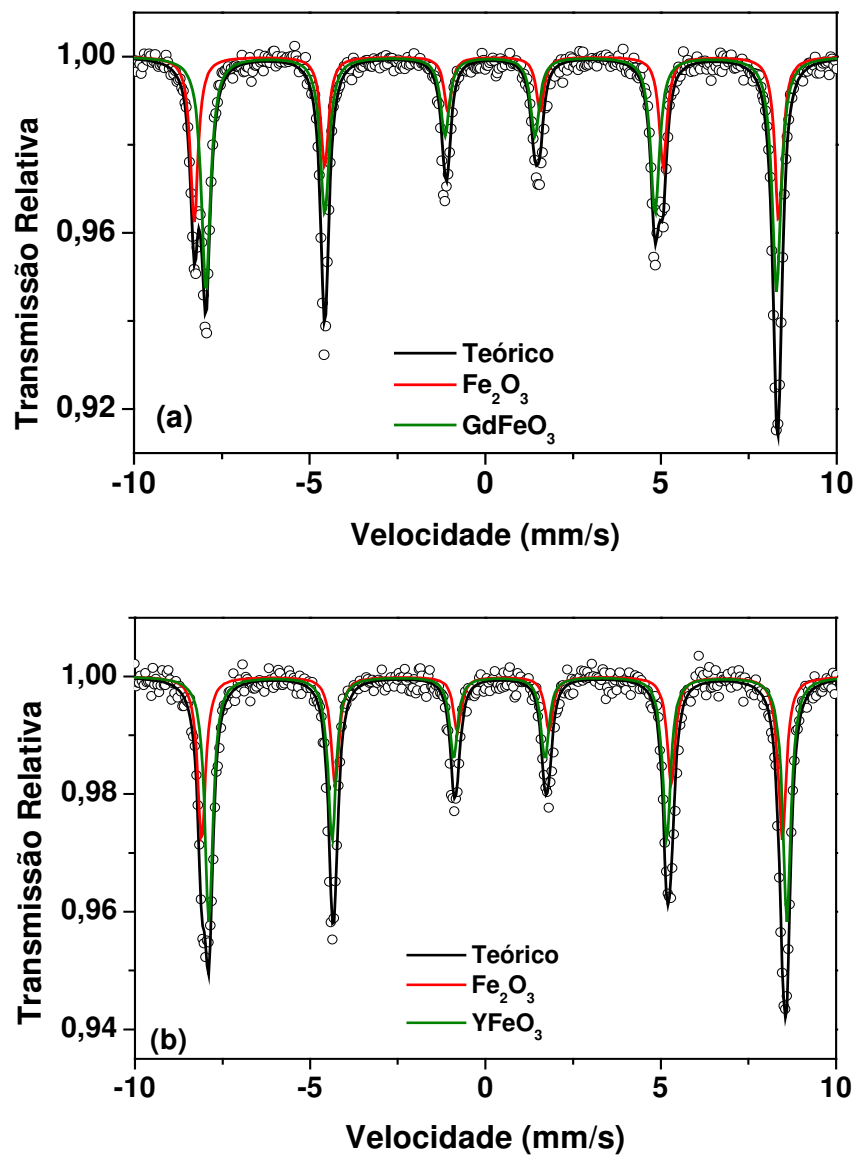 Transmissão Relativa
1,00
0,96
0,92
Teórico
Fe₂O₃
GdFeO₃
(a)
-10 -5 0 5 10
Velocidade (mm/s)
Transmissão Relativa
1,00
0,98
0,96
0,94
Teórico
Fe₂O₃
YFeO₃
(b)
-10 -5 0 5 10
Velocidade (mm/s)